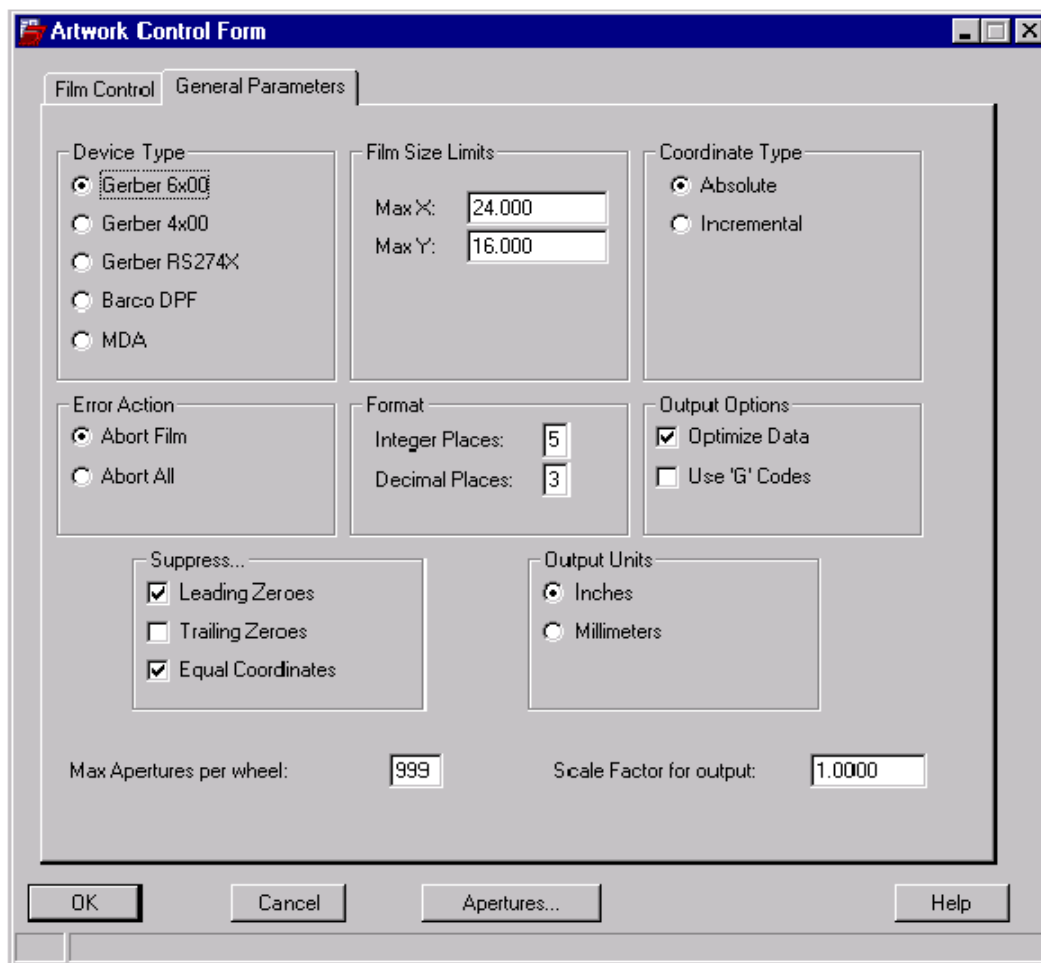 Artwork Control Form
Film Control
General Parameters
Device Type
Gerber 6x00
Gerber 4x00
Gerber RS274X
Barco DPF
MDA
Film Size Limits
Max X: 24.000
Max Y: 16.000
Coordinate Type
Absolute
Incremental
Error Action
Abort Film
Abort All
Format
Integer Places: 5
Decimal Places: 3
Output Options
Optimize Data
Use 'G' Codes
Suppress...
Leading Zeroes
Trailing Zeroes
Equal Coordinates
Output Units
Inches
Millimeters
Max Apertures per wheel: 999
Scale Factor for output: 1.0000
OK
Cancel
Apertures...
Help